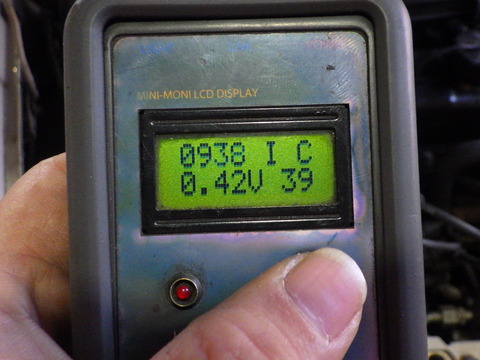 MINI-MONI LCD DISPLAY
0938 I C
0.42V 39